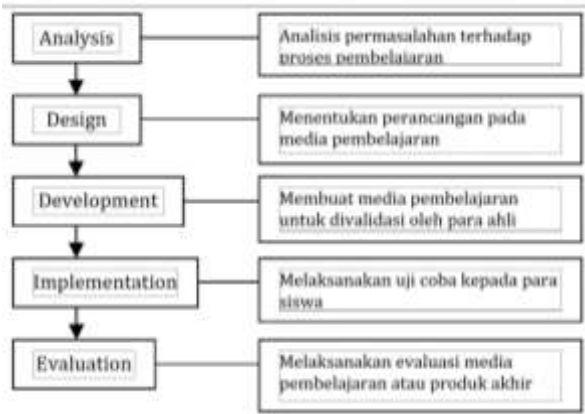 Analysis
Analisis permasalahan terhadap
proses pembelajaran
Design
Menentukan perancangan pada
media pembelajaran
Development
Membuat media pembelajaran
untuk divalidasi oleh para ahli
Implementation
Melaksanakan uji coba kepada para
siswa
Evaluation
Melaksanakan evaluasi media
pembelajaran atau produk akhir